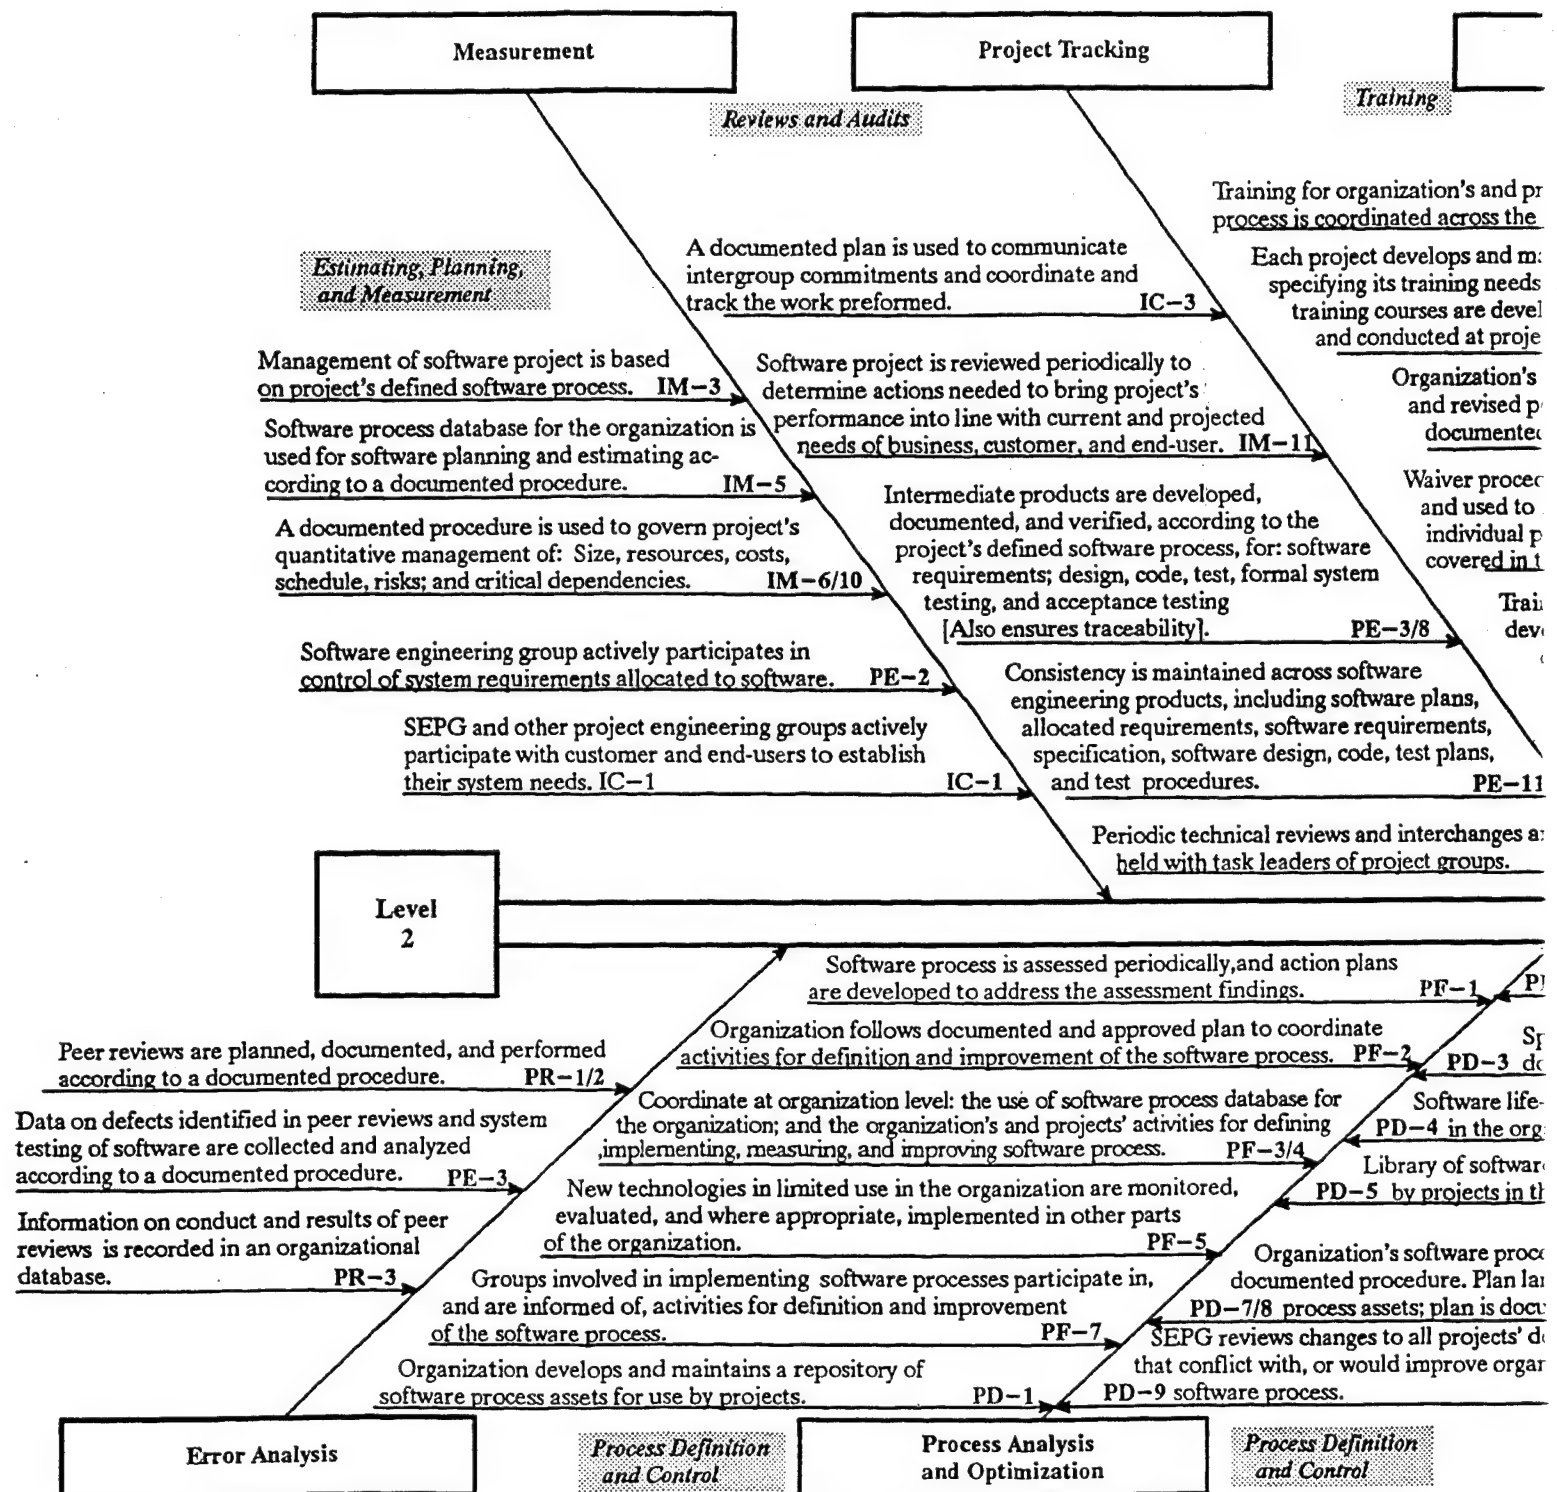 Measurement
Project Tracking
Reviews and Audits
Training
Training for organization's and
process is coordinated across the
Estimating, Planning,
and Measurement
A documented plan is used to communicate
intergroup commitments and coordinate and
track the work preformed. IC-3
Each project develops and
specifying its training needs
training courses are
and conducted at
Management of software project is based
on project's defined software process. IM-3
Software process database for the organization is
used for software planning and estimating ac-
cording to a documented procedure. IM-5
A documented procedure is used to govern project's
quantitative management of: Size, resources, costs,
schedule, risks; and critical dependencies. IM-6/10
Software engineering group actively participates in
control of system requirements allocated to software. PE-2
SEPG and other project engineering groups actively
participate with customer and end-users to establish
their system needs. IC-1 IC-1
Software project is reviewed periodically to
determine actions needed to bring project's
performance into line with current and projected
needs of business, customer, and end-user. IM-11
Intermediate products are developed,
documented, and verified, according to the
project's defined software process, for: software
requirements; design, code, test, formal system
testing, and acceptance testing
[Also ensures traceability]. PE-3/8
Consistency is maintained across software
engineering products, including software plans,
allocated requirements, software requirements,
specification, software design, code, test plans,
and test procedures. PE-11
Periodic technical reviews and interchanges
held with task leaders of project groups.
Organization's
and revised
Waiver
and used to
individual
covered in
Level
2
Software process is assessed periodically,and action plans
are developed to address the assessment findings. PF-1
Organization follows documented and approved plan to coordinate
activities for definition and improvement of the software process. PF-2
Coordinate at organization level: the use of software process database for
the organization; and the organization's and projects' activities for defining
,implementing, measuring, and improving software process. PF-3/4
New technologies in limited use in the organization are monitored,
evaluated, and where appropriate, implemented in other parts
of the organization. PF-5
Groups involved in implementing software processes participate in,
and are informed of, activities for definition and improvement
of the software process. PF-7
Organization develops and maintains a repository of
software process assets for use by projects. PD-1
Peer reviews are planned, documented, and performed
according to a documented procedure. PR-1/2
Data on defects identified in peer reviews and system
testing of software are collected and analyzed
according to a documented procedure. PE-3
Information on conduct and results of peer
reviews is recorded in an organizational
database. PR-3
PD-3
Software life-
PD-4 in the
Library of
PD-5 by projects in
Organization's software
documented procedure. Plan
PD-7/8 process assets; plan is
SEPG reviews changes to all projects'
that conflict with, or would improve
PD-9 software process.
Error Analysis
Process Definition
and Control
Process Analysis
and Optimization
Process Definition
and Control